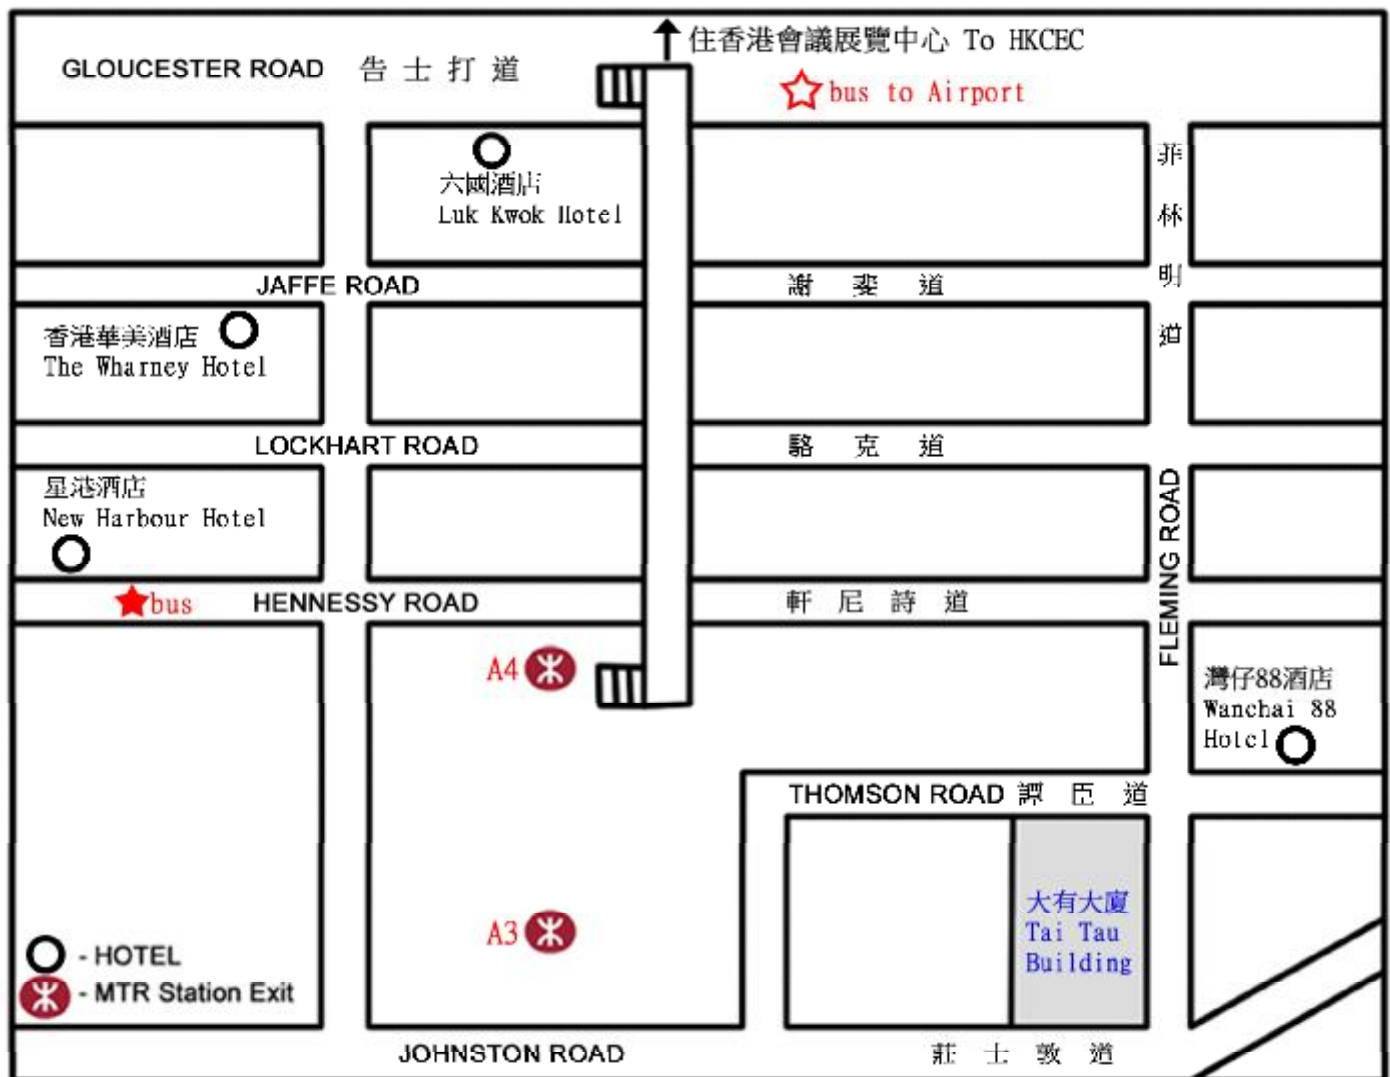 住香港會議展覽中心 To HKCEC
GLOUCESTER ROAD 告士打道
bus to Airport
六國酒店
Luk Kwok Hotel
菲林明道
JAFFE ROAD 謝斐道
香港華美酒店
The Wharney Hotel
LOCKHART ROAD 駱克道
星港酒店
New Harbour Hotel
FLEMING ROAD
bus
HENNESSY ROAD 軒尼詩道
A4
灣仔88酒店
Wanchai 88
Hotel
THOMSON ROAD 譚臣道
大有大廈
Tai Tau
Building
A3
- HOTEL
- MTR Station Exit
JOHNSTON ROAD 莊士敦道